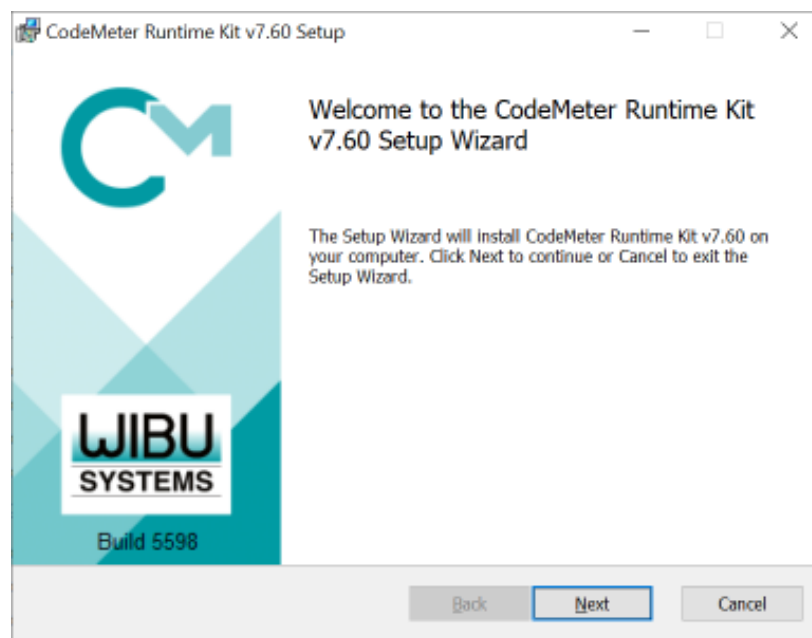 CodeMeter Runtime Kit v7.60 Setup
Welcome to the CodeMeter Runtime Kit
v7.60 Setup Wizard
The Setup Wizard will install CodeMeter Runtime Kit v7.60 on
your computer. Click Next to continue or Cancel to exit the
Setup Wizard.
WIBU
SYSTEMS
Build 5598
Back Next Cancel